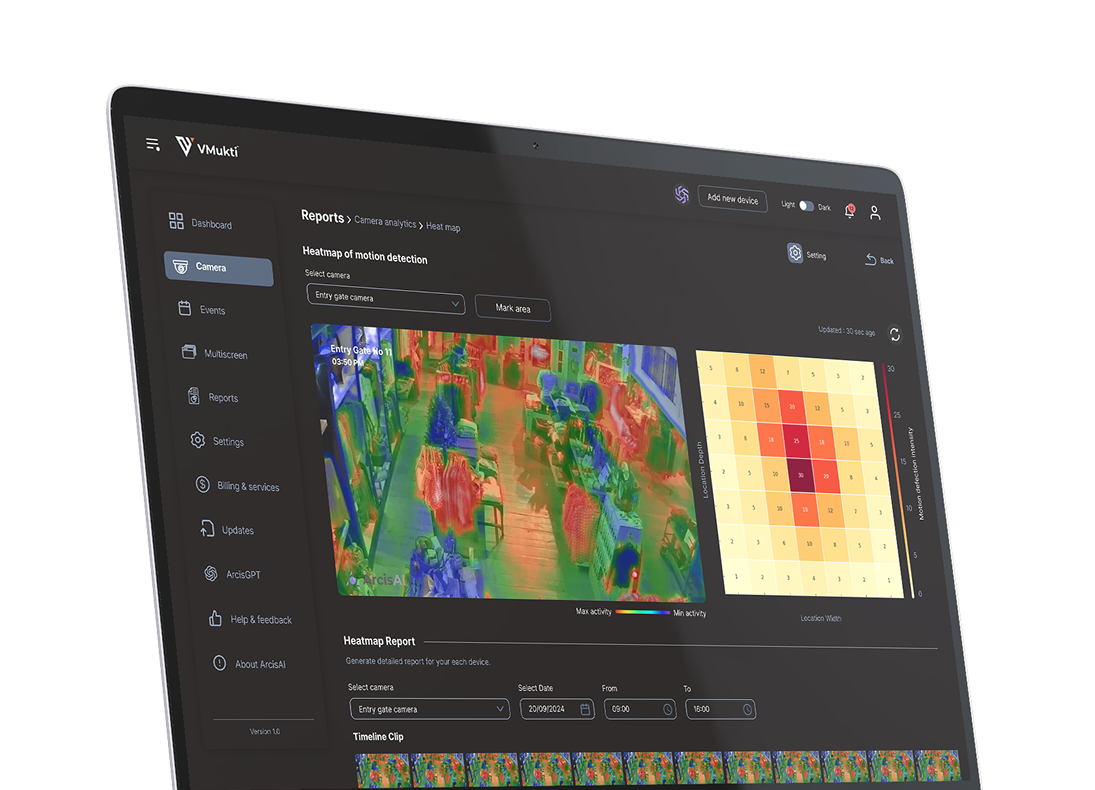 VMukti
Add new device
Light
Dark
Dashboard
Camera
Events
Multiscreen
Reports
Settings
Billing & services
Updates
ArcisGPT
Help & feedback
About ArcisAI
Version 1.0
Reports > Camera analytics > Heat map
Setting
Back
Heatmap of motion detection
Select camera
Entry gate camera
Mark area
Updated : 30 sec ago
Entry Gate No 11
03:50 PM
ArcisAI
Max activity
Min activity
Location Depth
5 8 12 7 5 3 2
4 10 15 20 12 5 3
3 8 18 25 18 10 5
2 5 10 30 20 8 4
3 5 10 18 12 7 3
2 3 6 10 8 5 2
1 2 3 4 3 2 1
Location Width
30
25
15
10
5
0
Motion detection intensity
Heatmap Report
Generate detailed report for your each device.
Select camera
Entry gate camera
Select Date
20/09/2024
From
09:00
To
16:00
Timeline Clip